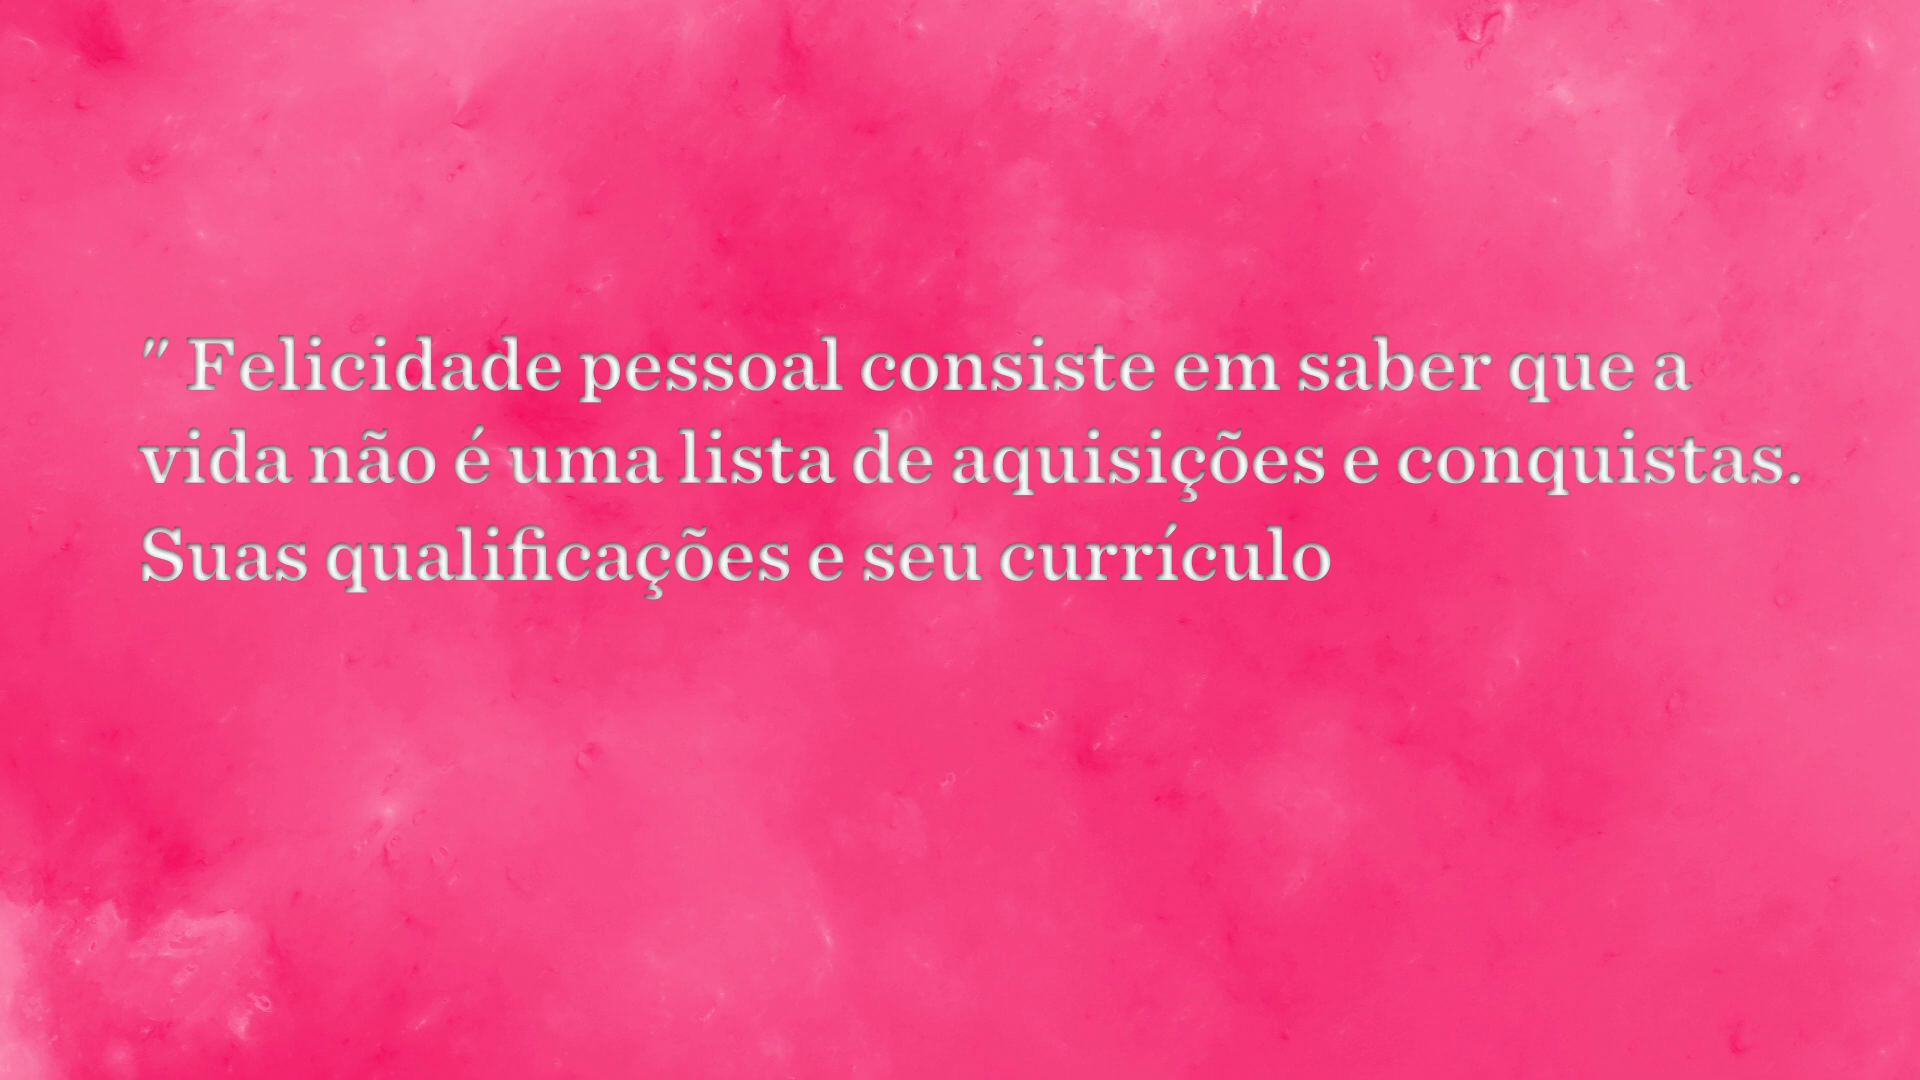 " Felicidade pessoal consiste em saber que a
vida não é uma lista de aquisições e conquistas.
Suas qualificações e seu currículo